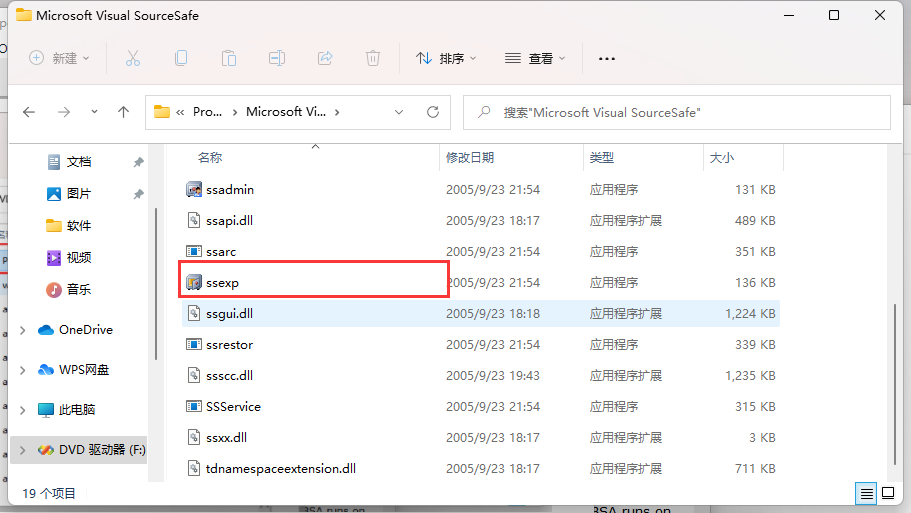 Microsoft Visual SourceSafe
新建
排序
查看
« Pro... › Microsoft Vi... ›
搜索"Microsoft Visual SourceSafe"
文档
图片
软件
视频
音乐
OneDrive
WPS网盘
此电脑
DVD 驱动器 (F:)
名称 修改日期 类型 大小
ssadmin 2005/9/23 21:54 应用程序 131 KB
ssapi.dll 2005/9/23 18:17 应用程序扩展 489 KB
ssarc 2005/9/23 21:54 应用程序 351 KB
ssexp 2005/9/23 21:54 应用程序 136 KB
ssgui.dll 2005/9/23 18:18 应用程序扩展 1,224 KB
ssrestor 2005/9/23 21:54 应用程序 339 KB
ssscc.dll 2005/9/23 19:43 应用程序扩展 1,235 KB
SSService 2005/9/23 21:54 应用程序 315 KB
ssxx.dll 2005/9/23 18:17 应用程序扩展 3 KB
tdnamespaceextension.dll 2005/9/23 18:17 应用程序扩展 711 KB
19 个项目